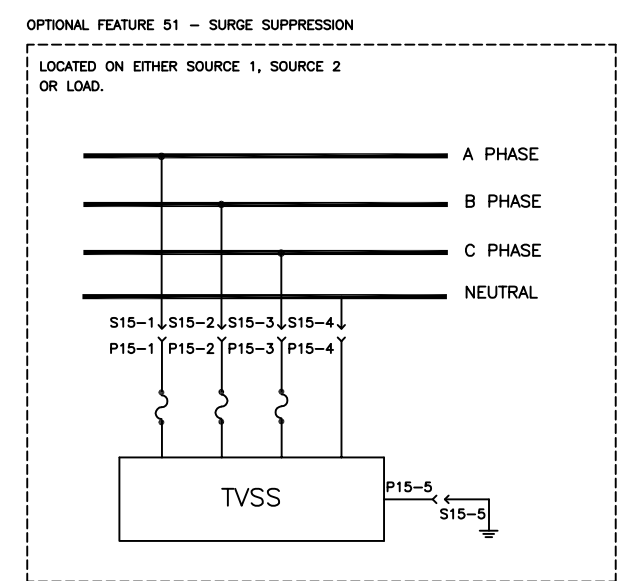 OPTIONAL FEATURE 51 – SURGE SUPPRESSION
LOCATED ON EITHER SOURCE 1, SOURCE 2
OR LOAD.
A PHASE
B PHASE
C PHASE
NEUTRAL
S15-1 S15-2 S15-3 S15-4
P15-1 P15-2 P15-3 P15-4
TVSS
P15-5
S15-5